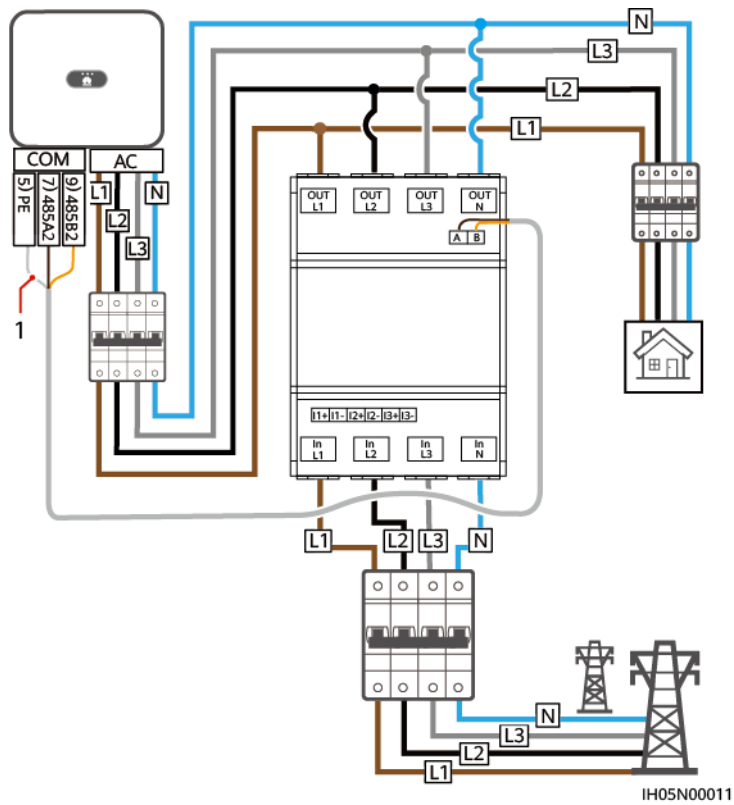 N
L3
L2
L1
COM
AC
5) PE
7) 485A2
9) 485B2
L1
L2
L3
N
1
OUT L1
OUT L2
OUT L3
OUT N
A B
I1+ I1- I2+ I2- I3+ I3-
In L1
In L2
In L3
In N
L1
L2
L3
N
N
L3
L2
L1
IH05N00011